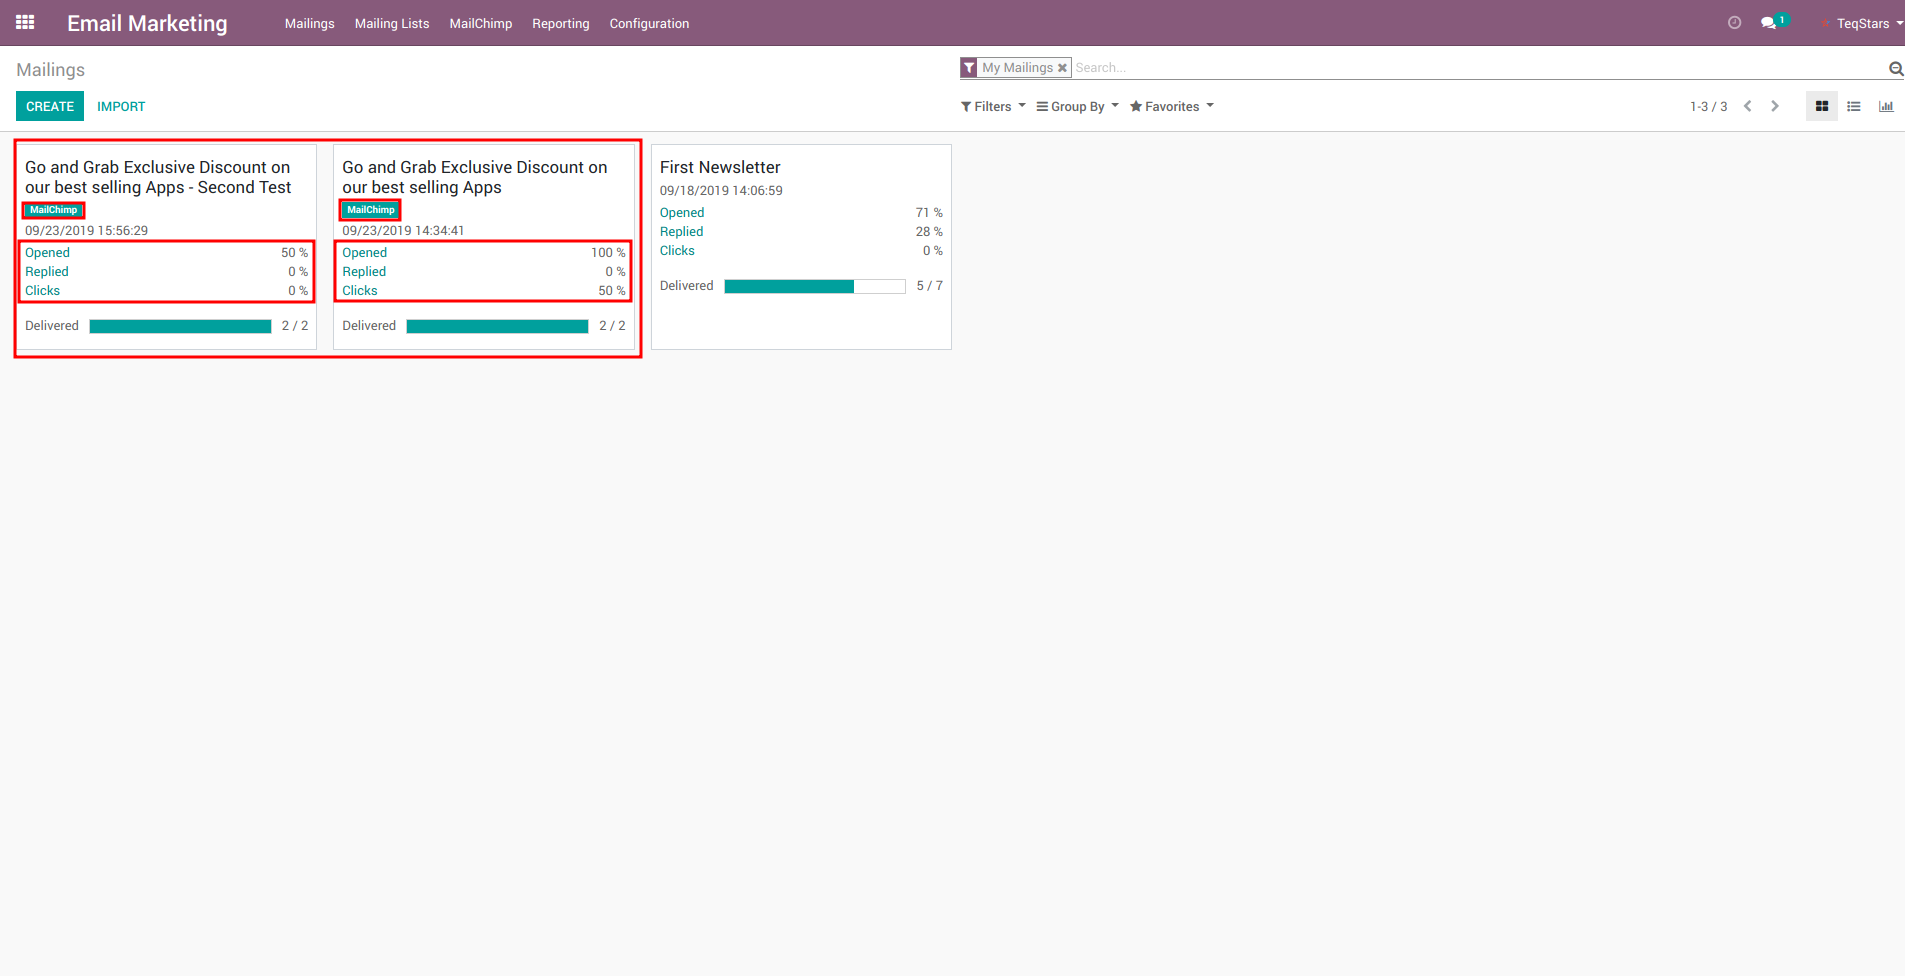 Email Marketing
Mailings
Mailing Lists
MailChimp
Reporting
Configuration
1
TeqStars
Mailings
My Mailings
Search...
CREATE
IMPORT
Filters
Group By
Favorites
1-3 / 3
Go and Grab Exclusive Discount on
our best selling Apps - Second Test
MailChimp
09/23/2019 15:56:29
Opened 50 %
Replied 0 %
Clicks 0 %
Delivered 2 / 2
Go and Grab Exclusive Discount on
our best selling Apps
MailChimp
09/23/2019 14:34:41
Opened 100 %
Replied 0 %
Clicks 50 %
Delivered 2 / 2
First Newsletter
09/18/2019 14:06:59
Opened 71 %
Replied 28 %
Clicks 0 %
Delivered 5 / 7